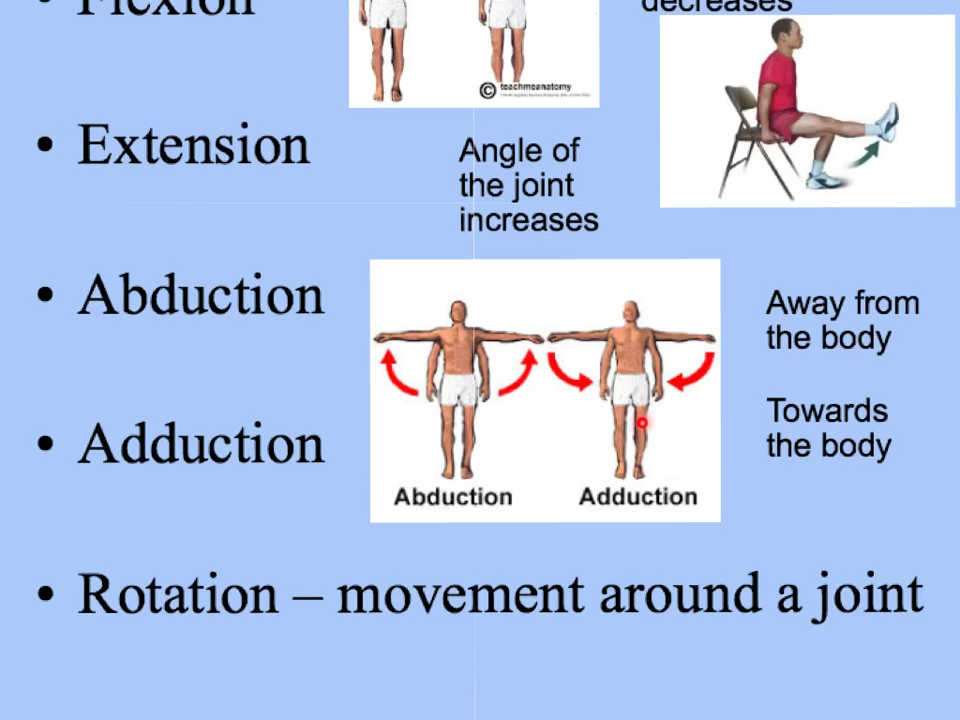 Flexion
decreases
© teachmeanatomy
• Extension
Angle of
the joint
increases
• Abduction
Away from
the body
• Adduction
Towards
the body
Abduction
Adduction
• Rotation – movement around a joint